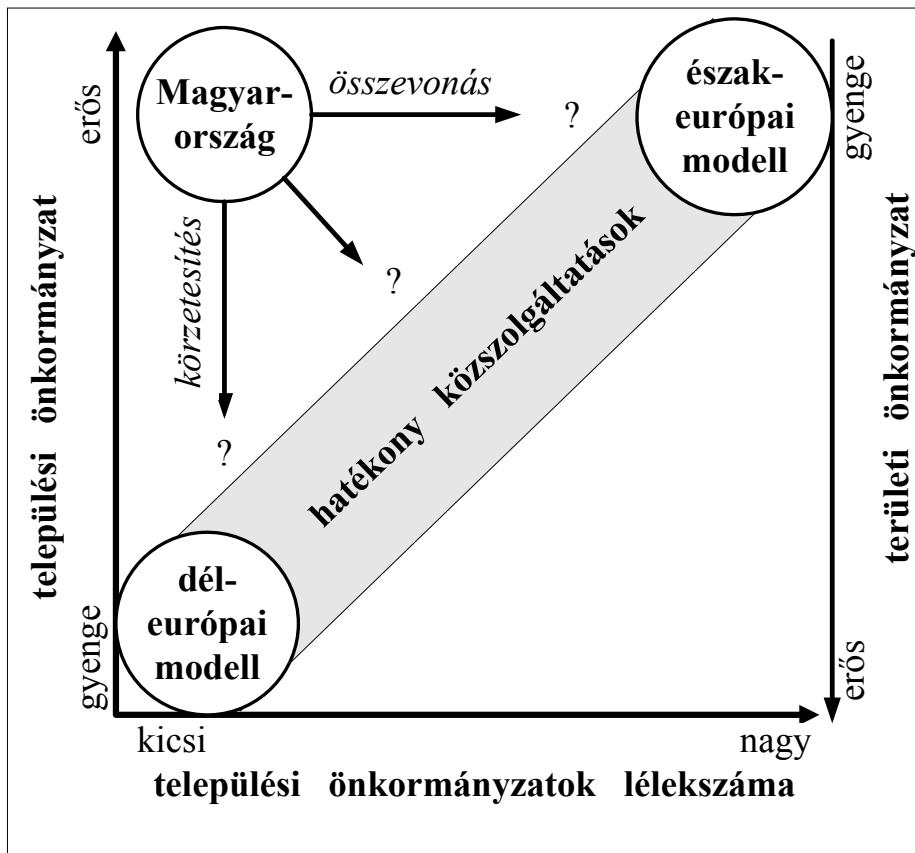 Magyar-
ország
összevonás
?
észak-
európai
modell
erős
gyenge
települési önkormányzat
területi önkormányzat
körzetesítés
?
?
hatékony közszolgáltatások
dél-
európai
modell
gyenge
erős
kicsi
nagy
települési önkormányzatok lélekszáma